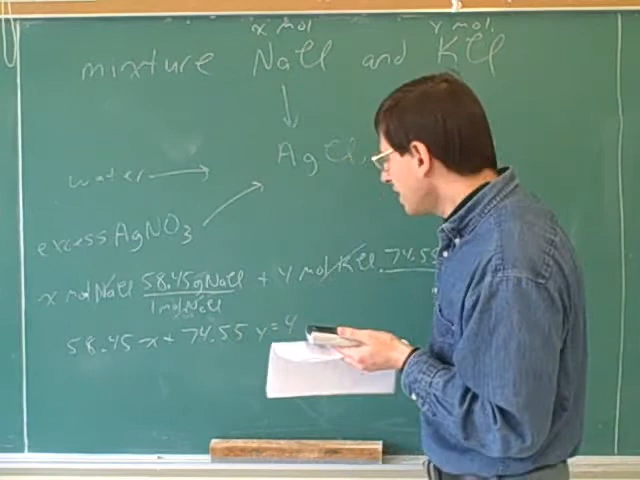 x mol y mol
mixture NaCl and KCl
AgCl
water
excess AgNO3
x mol NaCl 58.45 g NaCl + y mol KCl 74.55
1 mol NaCl
58.45 x + 74.55 y = 4